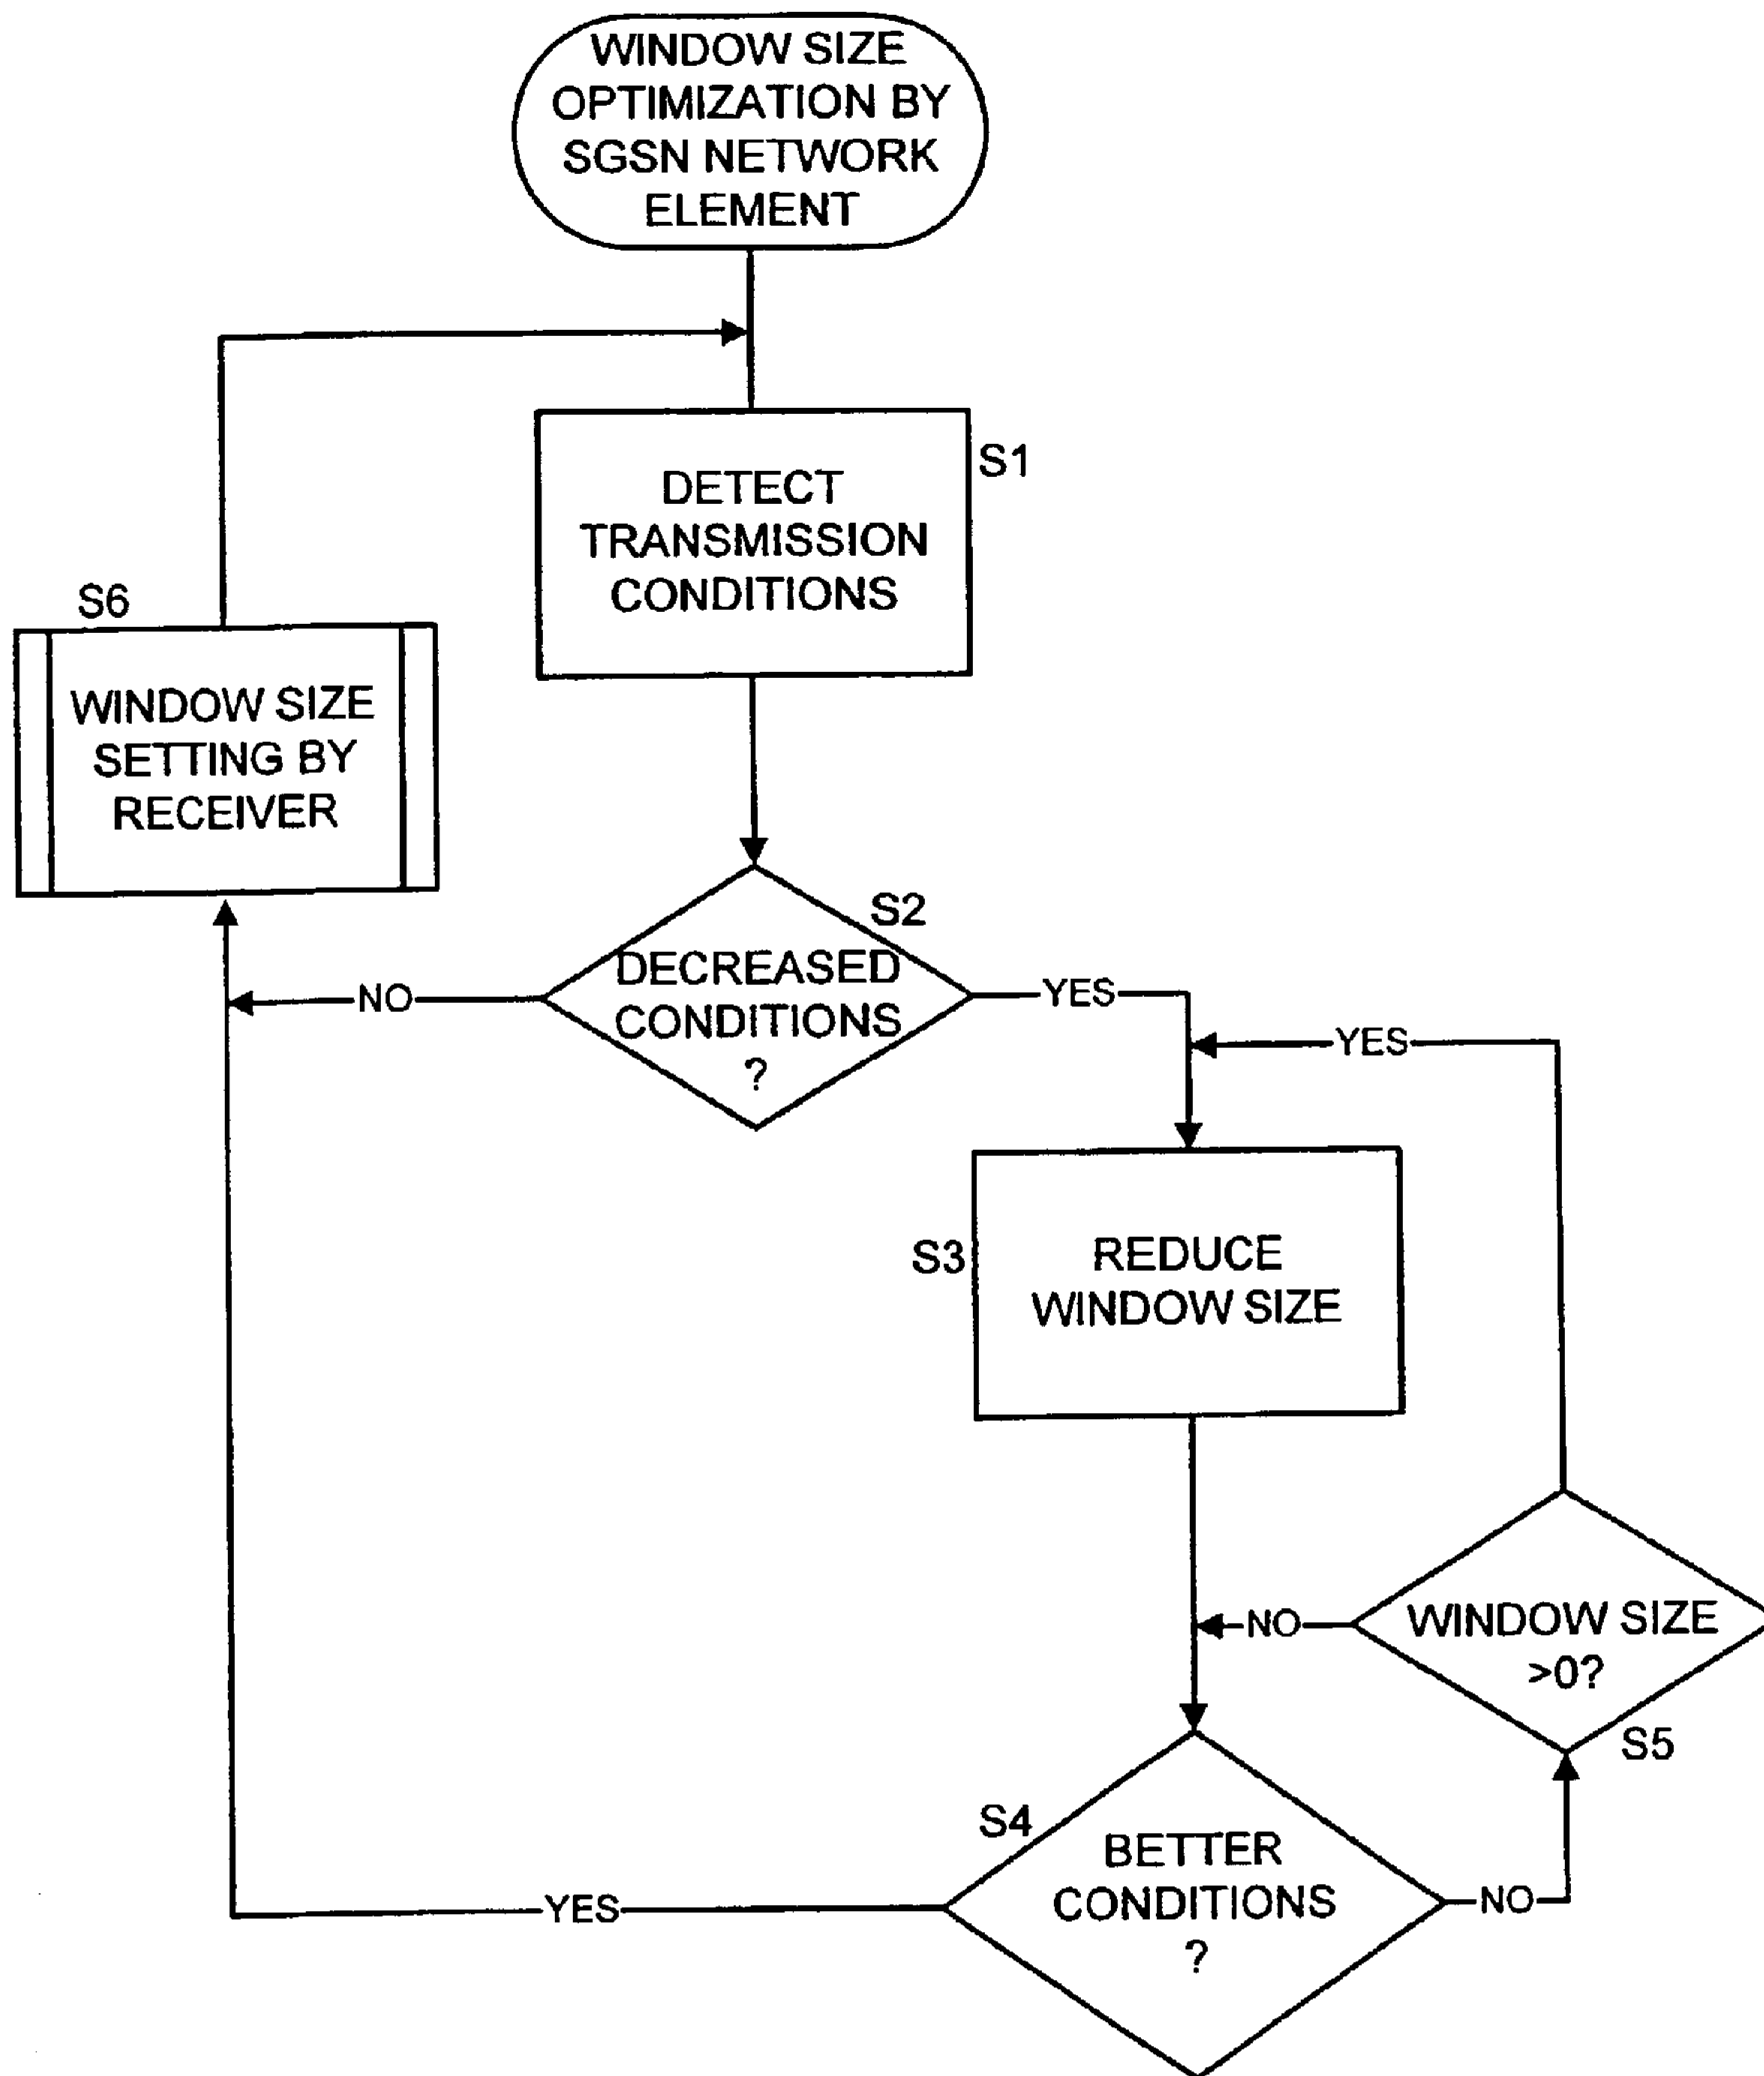 WINDOW SIZE
OPTIMIZATION BY
SGSN NETWORK
ELEMENT
S1
DETECT
TRANSMISSION
CONDITIONS
S6
WINDOW SIZE
SETTING BY
RECEIVER
S2
DECREASED
CONDITIONS
?
NO
YES
YES
S3
REDUCE
WINDOW SIZE
NO
WINDOW SIZE
>0?
S5
S4
BETTER
CONDITIONS
?
YES
NO